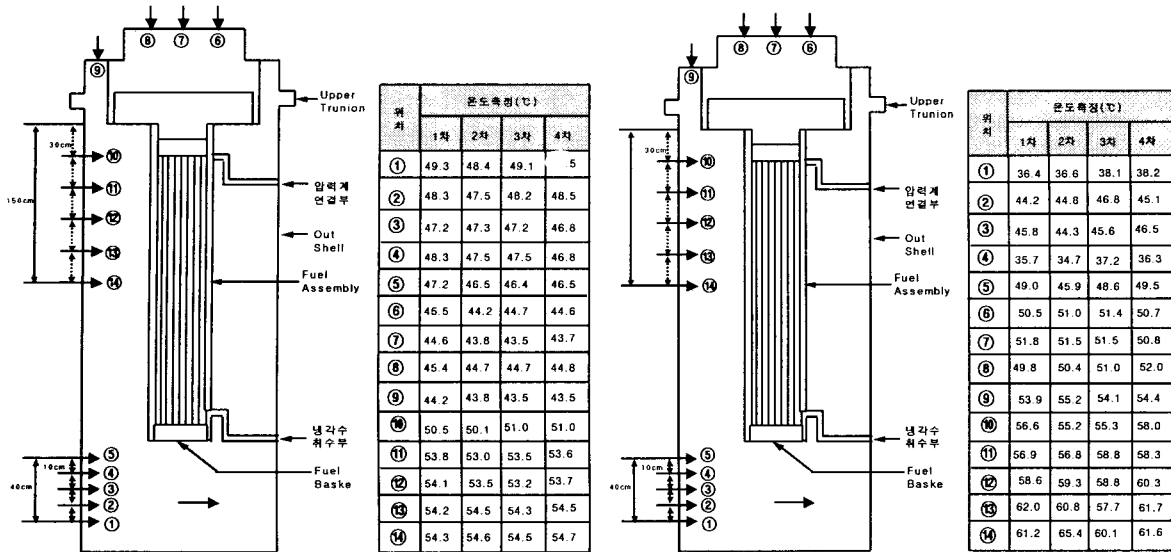 ⑧ ⑦ ⑥
⑨
Upper
Trunion
30cm
⑩
⑪
150cm
⑫
⑬
⑭
압력계
연결부
Out
Shell
Fuel
Assembly
냉각수
취수부
⑤
10cm
④
40cm
③
②
①
Fuel
Baske
위치 온도측정(℃)
1차 2차 3차 4차
① 49.3 48.4 49.1 5
② 48.3 47.5 48.2 48.5
③ 47.2 47.3 47.2 46.8
④ 48.3 47.5 47.5 46.8
⑤ 47.2 46.5 46.4 46.5
⑥ 45.5 44.2 44.7 44.6
⑦ 44.6 43.8 43.5 43.7
⑧ 45.4 44.7 44.7 44.8
⑨ 44.2 43.8 43.5 43.5
⑩ 50.5 50.1 51.0 51.0
⑪ 53.8 53.0 53.5 53.6
⑫ 54.1 53.5 53.2 53.7
⑬ 54.2 54.5 54.3 54.5
⑭ 54.3 54.6 54.5 54.7
⑧ ⑦ ⑥
⑨
Upper
Trunion
30cm
⑩
⑪
150cm
⑫
⑬
⑭
압력계
연결부
Out
Shell
Fuel
Assembly
냉각수
취수부
⑤
10cm
④
40cm
③
②
①
Fuel
Baske
위치 온도측정(℃)
1차 2차 3차 4차
① 36.4 36.6 38.1 38.2
② 44.2 44.8 46.8 45.1
③ 45.8 44.3 45.6 46.5
④ 35.7 34.7 37.2 36.3
⑤ 49.0 45.9 48.6 49.5
⑥ 50.5 51.0 51.4 50.7
⑦ 51.8 51.5 51.5 50.8
⑧ 49.8 50.4 51.0 52.0
⑨ 53.9 55.2 54.1 54.4
⑩ 56.6 55.2 55.3 58.0
⑪ 56.9 56.8 58.8 58.3
⑫ 58.6 59.3 58.8 60.3
⑬ 62.0 60.8 57.7 61.7
⑭ 61.2 65.4 60.1 61.6